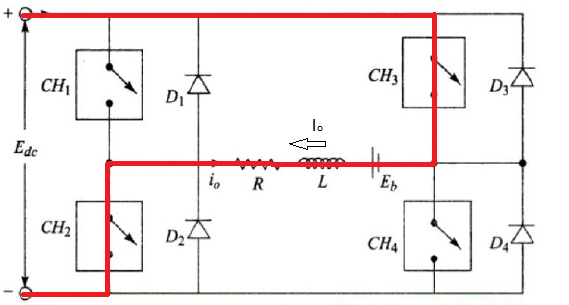 +
CH1 D1 CH3 D3
Io
Edc
io R L Eb
CH2 D2 CH4 D4
−